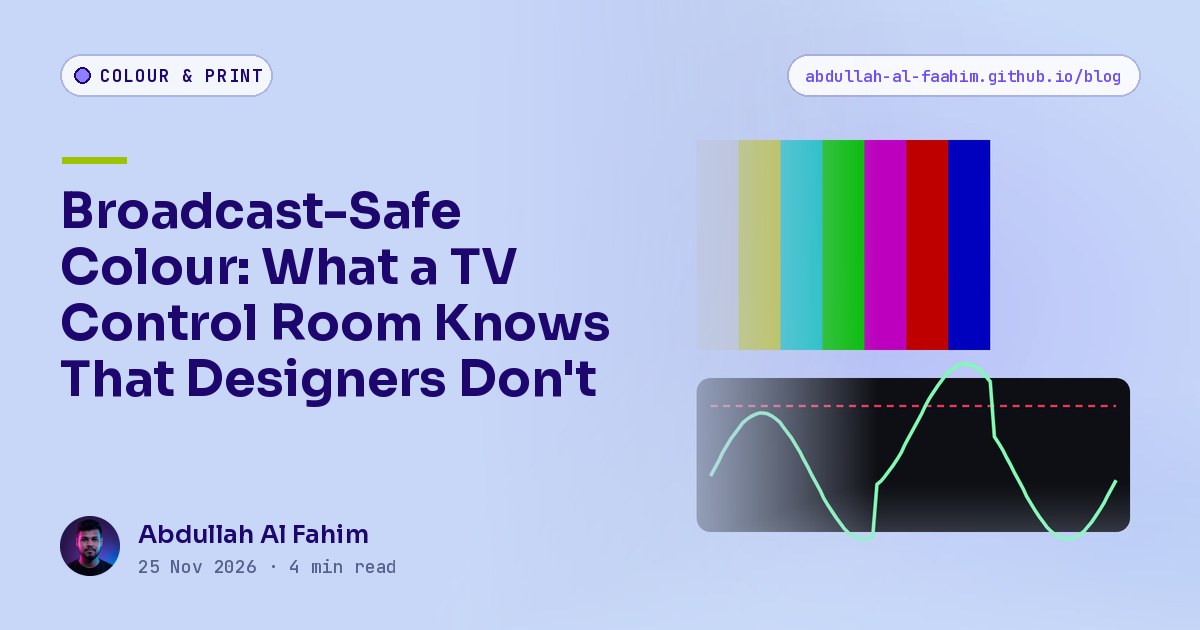 COLOUR & PRINT
abdullah-al-faahim.github.io/blog
Broadcast-Safe
Colour: What a TV
Control Room Knows
That Designers Don't
Abdullah Al Fahim
25 Nov 2026 · 4 min read